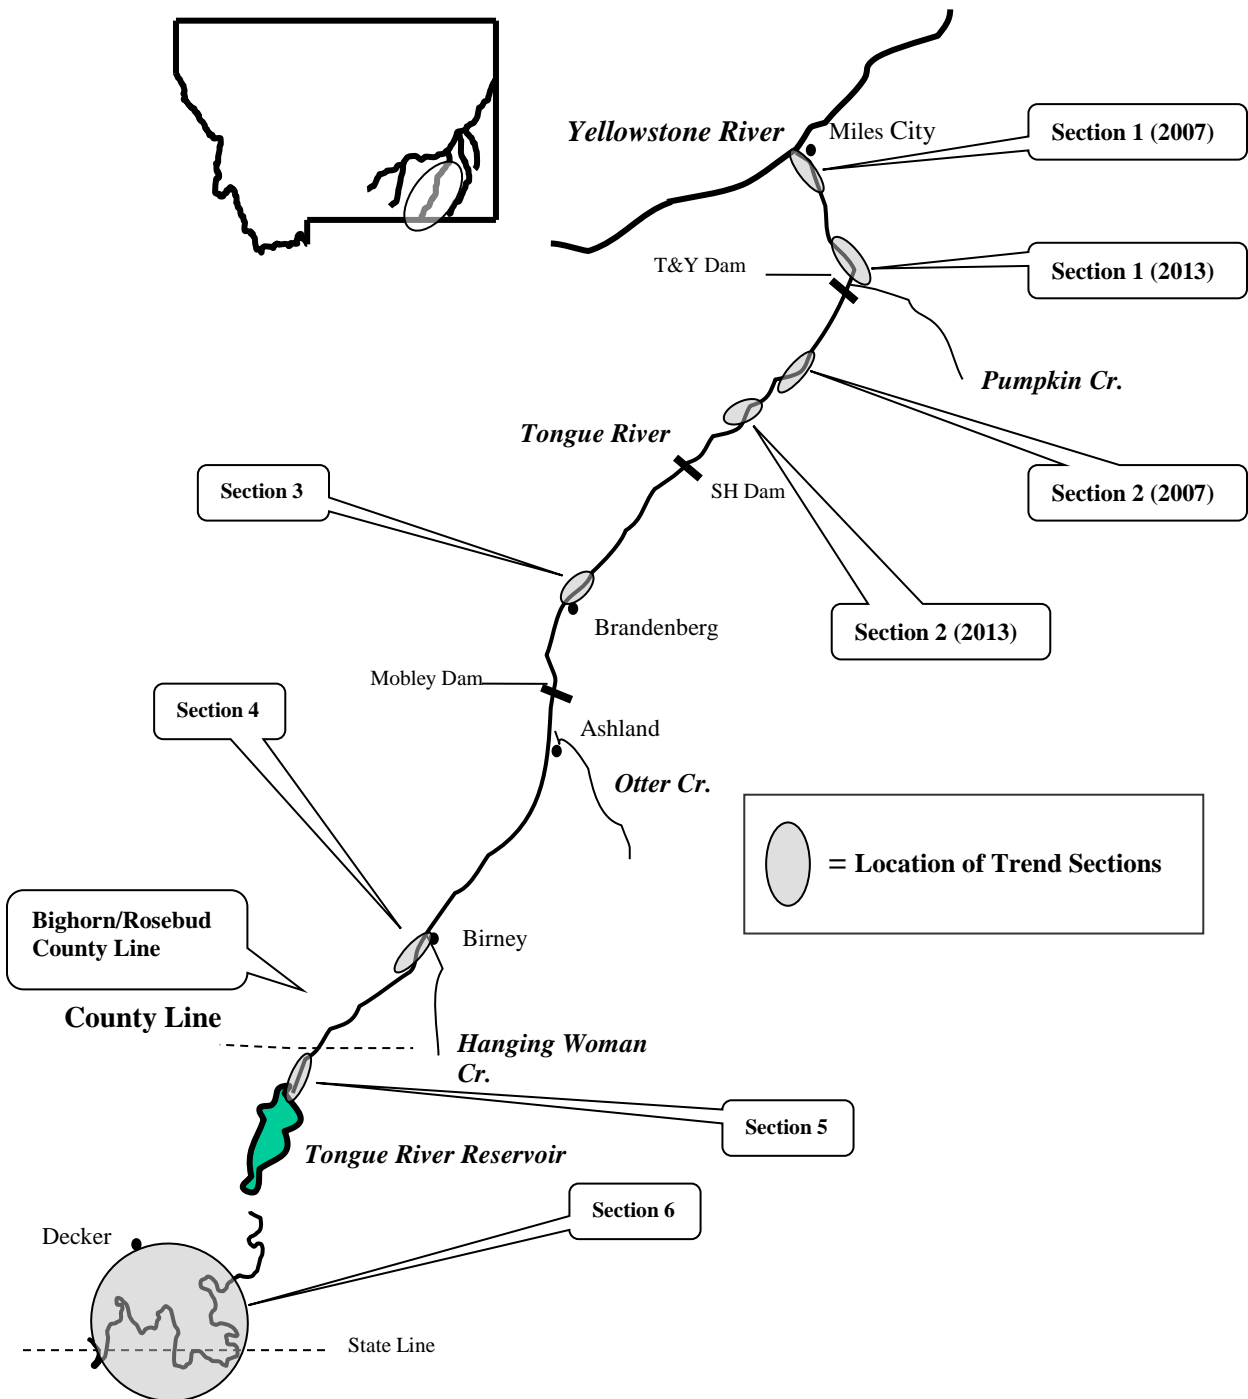 Yellowstone River
Miles City
Section 1 (2007)
T&Y Dam
Section 1 (2013)
Pumpkin Cr.
Tongue River
Section 3
SH Dam
Section 2 (2007)
Brandenberg
Section 2 (2013)
Mobley Dam
Section 4
Ashland
Otter Cr.
= Location of Trend Sections
Bighorn/Rosebud
County Line
Birney
County Line
Hanging Woman
Cr.
Section 5
Tongue River Reservoir
Section 6
Decker
State Line